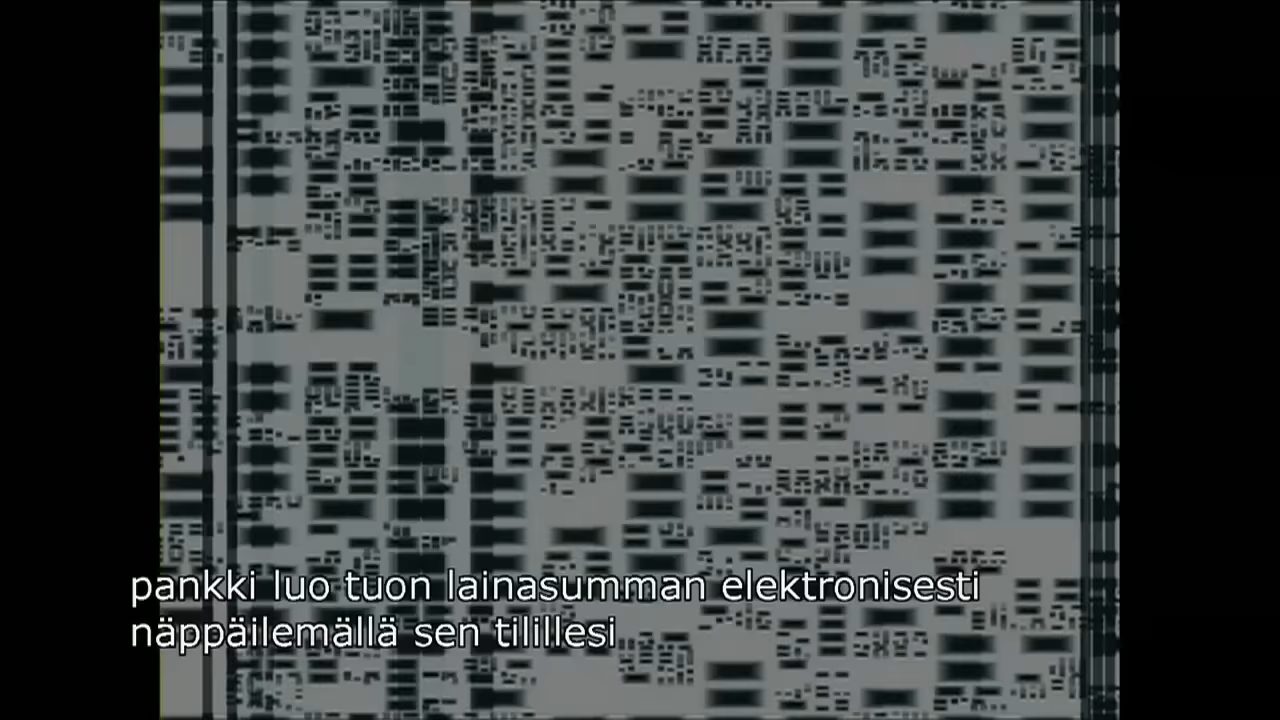 pankki luo tuon lainasumman elektronisesti
näppäilemällä sen tilillesi